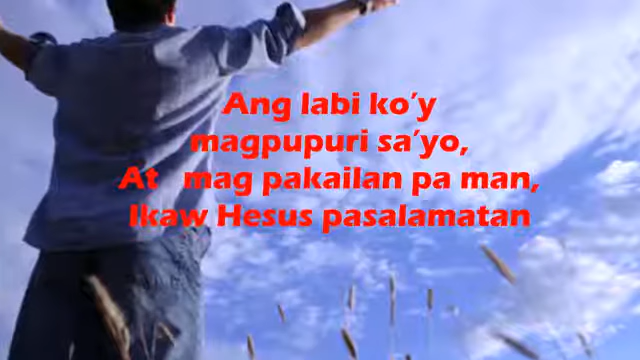 Ang labi ko'y
magpupuri sa'yo,
At mag pakailan pa man,
Ikaw Hesus pasalamatan